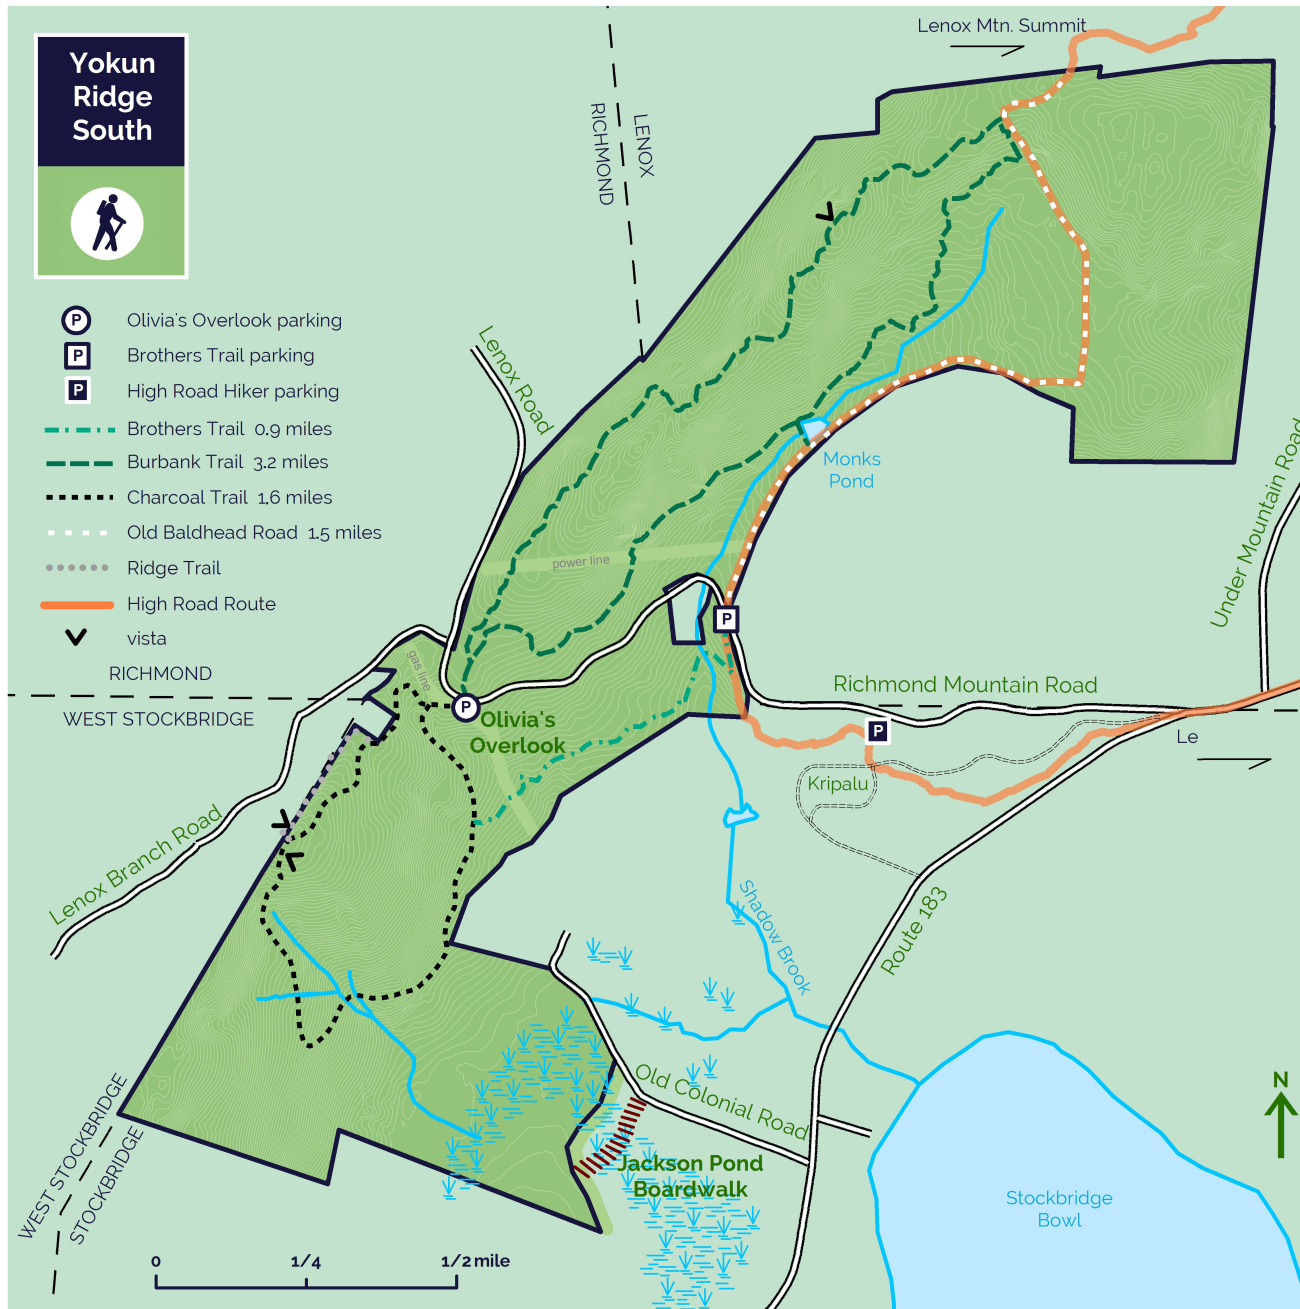 Yokun
Ridge
South
P Olivia's Overlook parking
P Brothers Trail parking
P High Road Hiker parking
Brothers Trail 0.9 miles
Burbank Trail 3.2 miles
Charcoal Trail 1.6 miles
Old Baldhead Road 1.5 miles
Ridge Trail
High Road Route
vista
Lenox Mtn. Summit
RICHMOND
LENOX
Lenox Road
Monks
Pond
power line
Under Mountain Road
P
RICHMOND
WEST STOCKBRIDGE
gas line
P
Olivia's
Overlook
Richmond Mountain Road
P
Le
Kripalu
Lenox Branch Road
Shadow Brook
Route 183
Old Colonial Road
Jackson Pond
Boardwalk
Stockbridge
Bowl
N
WEST STOCKBRIDGE
STOCKBRIDGE
0 1/4 1/2 mile